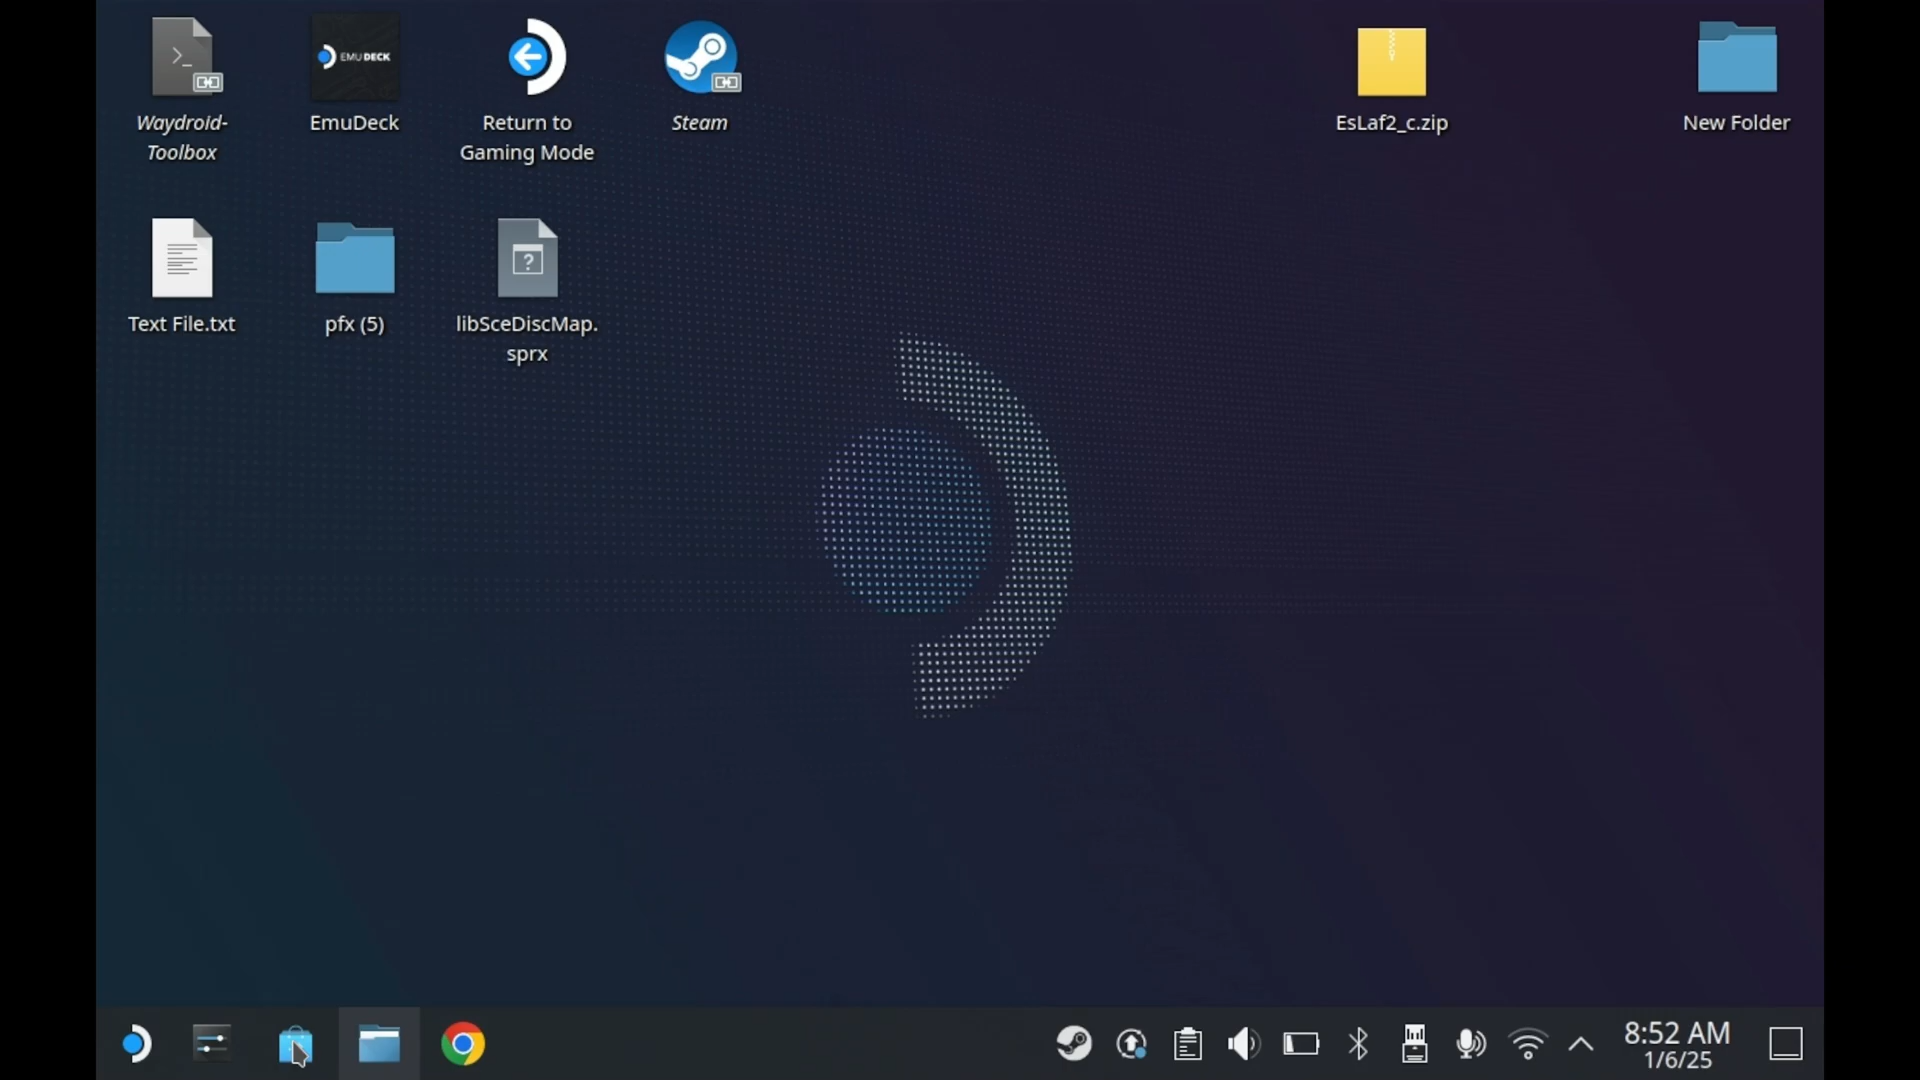 EMUDECK
Waydroid-
Toolbox
EmuDeck
Return to
Gaming Mode
Steam
EsLaf2_c.zip
New Folder
Text File.txt
pfx (5)
libSceDiscMap.
sprx
8:52 AM
1/6/25